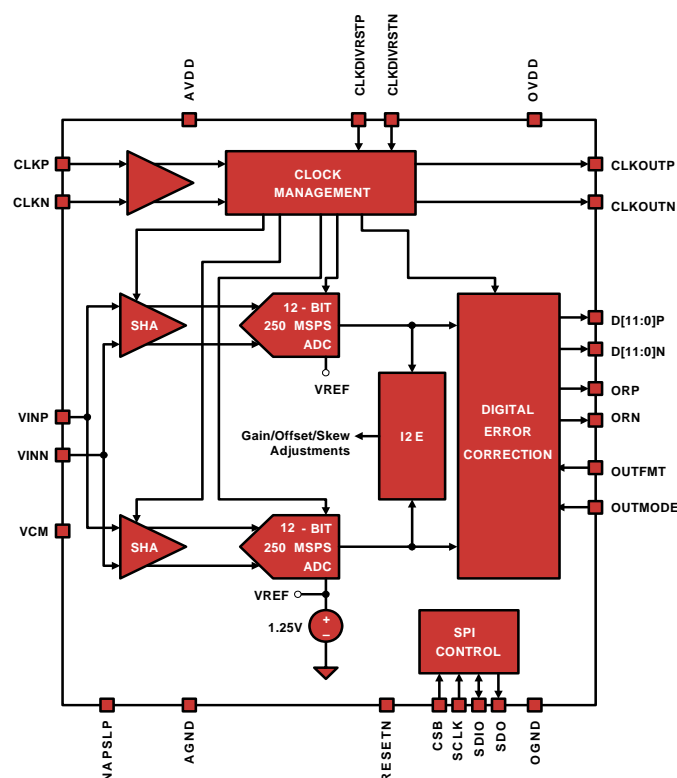 AVDD
CLKDIVRSTP
CLKDIVRSTN
OVDD
CLKP
CLKN
CLOCK
MANAGEMENT
CLKOUTP
CLKOUTN
SHA
12 - BIT
250 MSPS
ADC
VREF
D[11:0]P
D[11:0]N
ORP
ORN
OUTFMT
OUTMODE
VINP
VINN
VCM
Gain/Offset/Skew
Adjustments
I2E
DIGITAL
ERROR
CORRECTION
SHA
12 - BIT
250 MSPS
ADC
VREF
1.25V
+
–
SPI
CONTROL
NAPSLP
AGND
RESETN
CSB
SCLK
SDIO
SDO
OGND